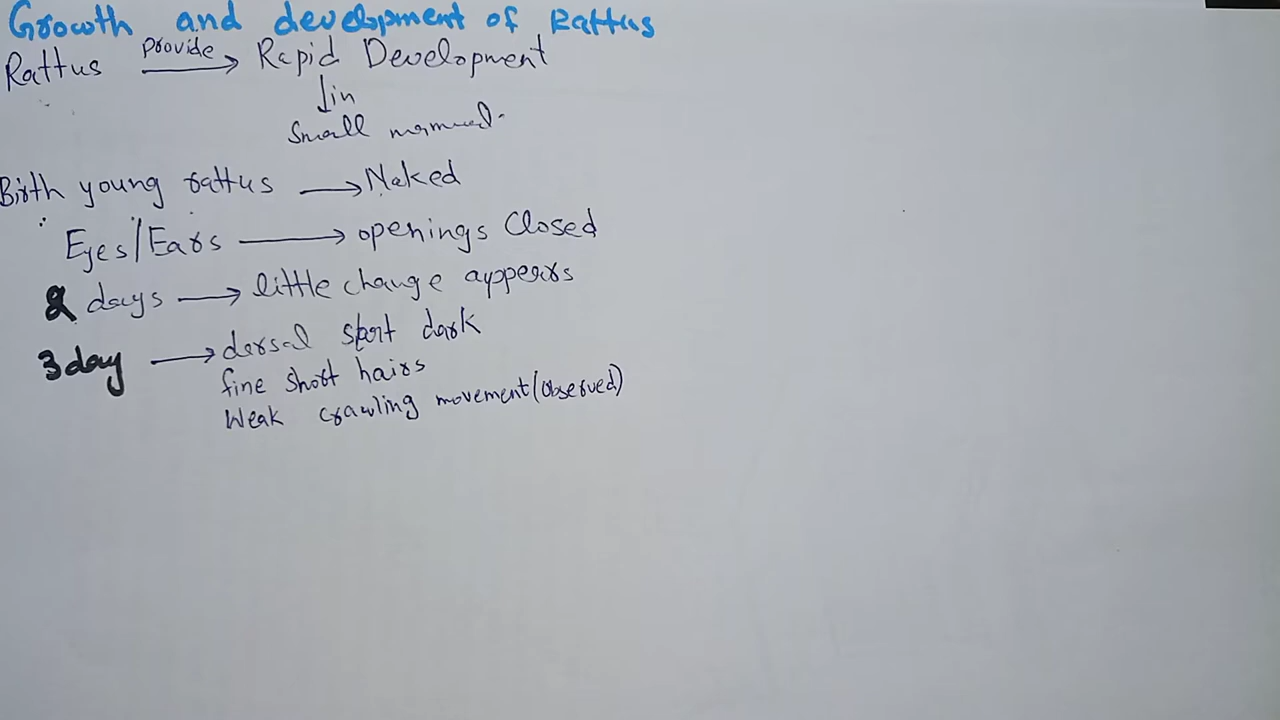 Growth and development of Rattus
Rattus provide → Rapid Development
↓ in
Small mammal.
Birth young rattus → Naked
Eyes/Ears → openings Closed
2 days → little change appears
3 day → dorsal start dark
fine short hairs
Weak crawling movement (observed)